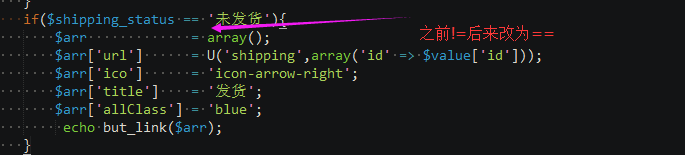 }
if($shipping_status == '未发货'){
$arr = array();
$arr['url'] = U('shipping',array('id' => $value['id']));
$arr['ico'] = 'icon-arrow-right';
$arr['title'] = '发货';
$arr['allClass'] = 'blue';
echo but_link($arr);
}
之前!=后来改为==